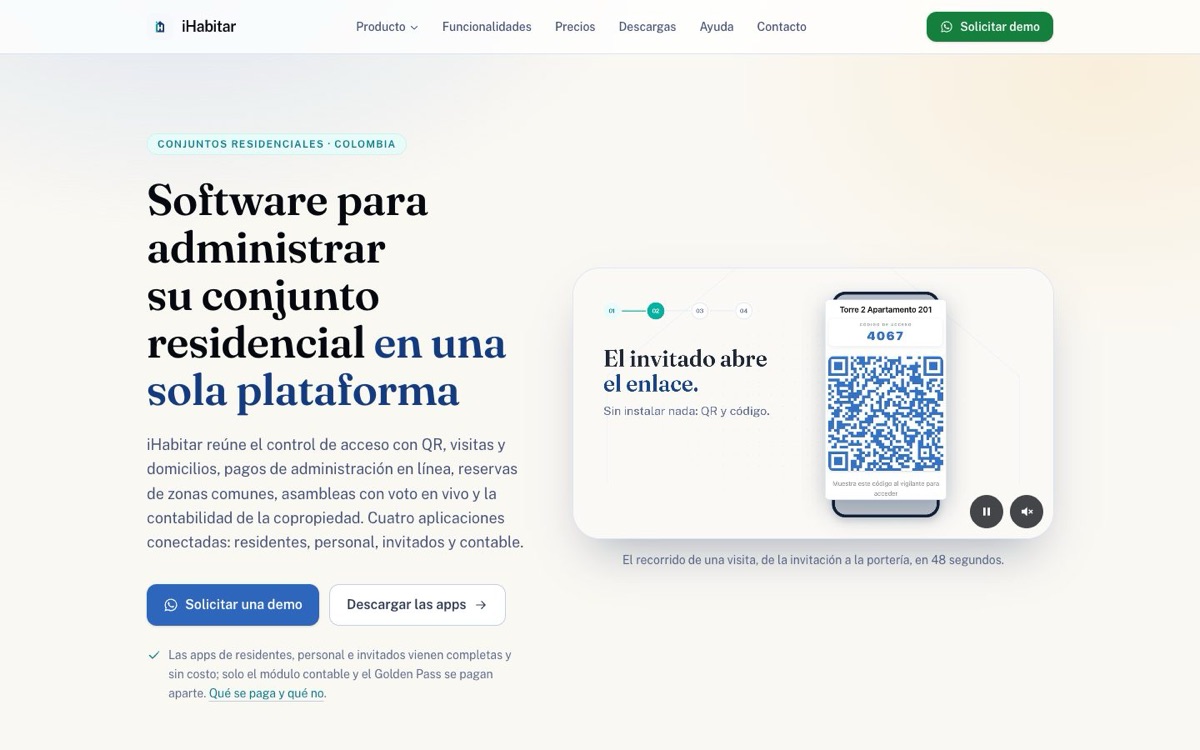 iHabitar
Producto
Funcionalidades
Precios
Descargas
Ayuda
Contacto
Solicitar demo
CONJUNTOS RESIDENCIALES · COLOMBIA
Software para
administrar
su conjunto
residencial en una
sola plataforma
iHabitar reúne el control de acceso con QR, visitas y
domicilios, pagos de administración en línea, reservas
de zonas comunes, asambleas con voto en vivo y la
contabilidad de la copropiedad. Cuatro aplicaciones
conectadas: residentes, personal, invitados y contable.
Solicitar una demo
Descargar las apps →
Las apps de residentes, personal e invitados vienen completas y
sin costo; solo el módulo contable y el Golden Pass se pagan
aparte. Qué se paga y qué no.
01 02 03 04
El invitado abre
el enlace.
Sin instalar nada: QR y código.
Torre 2 Apartamento 201
CÓDIGO DE ACCESO
4067
Muestra este código al vigilante para
acceder
El recorrido de una visita, de la invitación a la portería, en 48 segundos.